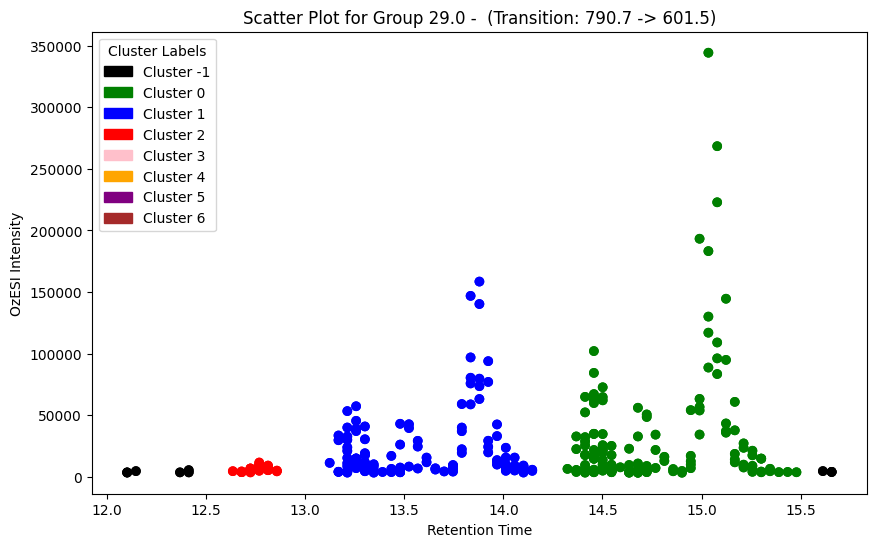 Scatter Plot for Group 29.0 -  (Transition: 790.7 -> 601.5)
Cluster Labels
Cluster -1
Cluster 0
Cluster 1
Cluster 2
Cluster 3
Cluster 4
Cluster 5
Cluster 6
350000
300000
250000
200000
150000
100000
50000
0
OzESI Intensity
12.0 12.5 13.0 13.5 14.0 14.5 15.0 15.5
Retention Time